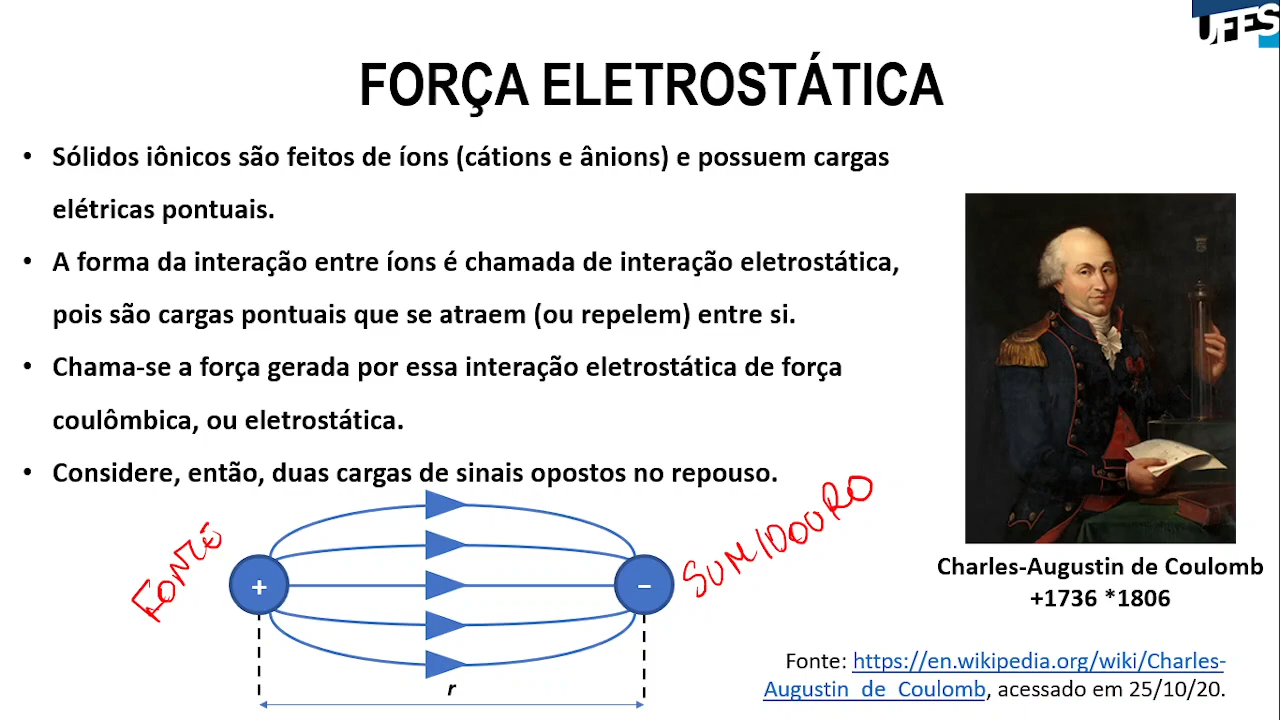 UFES
FORÇA ELETROSTÁTICA
• Sólidos iônicos são feitos de íons (cátions e ânions) e possuem cargas
elétricas pontuais.
• A forma da interação entre íons é chamada de interação eletrostática,
pois são cargas pontuais que se atraem (ou repelem) entre si.
• Chama-se a força gerada por essa interação eletrostática de força
coulômbica, ou eletrostática.
• Considere, então, duas cargas de sinais opostos no repouso.
FONTE
SUMIDOURO
+
−
r
Charles-Augustin de Coulomb
+1736 *1806
Fonte: https://en.wikipedia.org/wiki/Charles-
Augustin_de_Coulomb, acessado em 25/10/20.